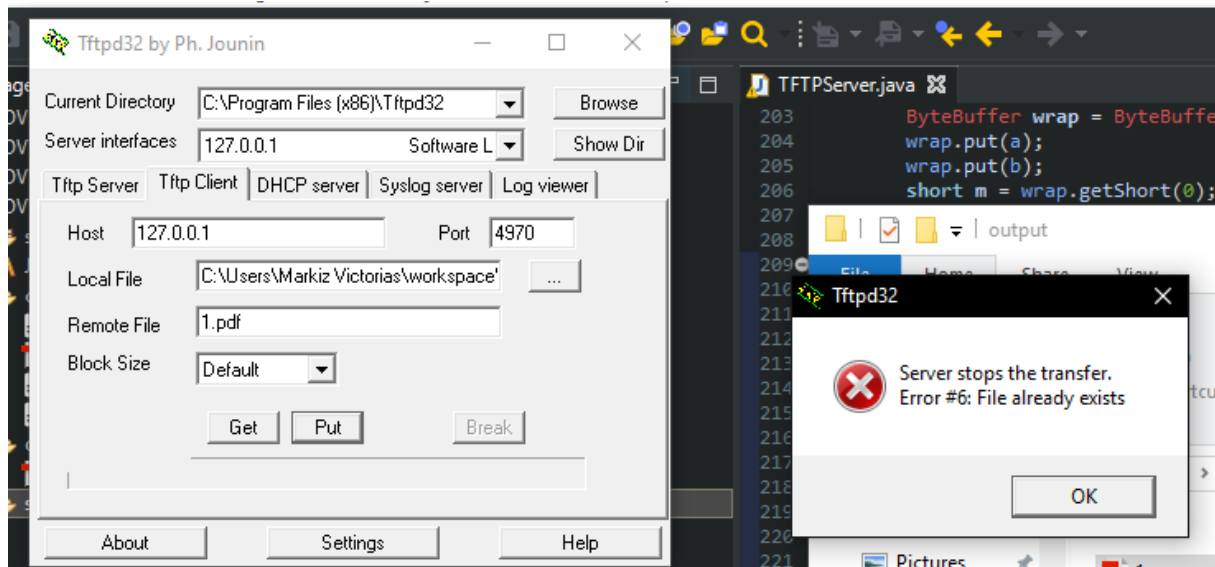 Tftpd32 by Ph. Jounin
Current Directory C:\Program Files (x86)\Tftpd32 Browse
Server interfaces 127.0.0.1 Software L Show Dir
Tftp Server Tftp Client DHCP server Syslog server Log viewer
Host 127.0.0.1 Port 4970
Local File C:\Users\Markiz Victorias\workspace' ...
Remote File 1.pdf
Block Size Default
Get Put Break
About Settings Help
TFTPServer.java
203 ByteBuffer wrap = ByteBuffe
204 wrap.put(a);
205 wrap.put(b);
206 short m = wrap.getShort(0);
207
208
209
210
211
212
213
214
215
216
217
218
219
220
221
output
File Home Share View
Tftpd32
Server stops the transfer.
Error #6: File already exists
OK
Pictures